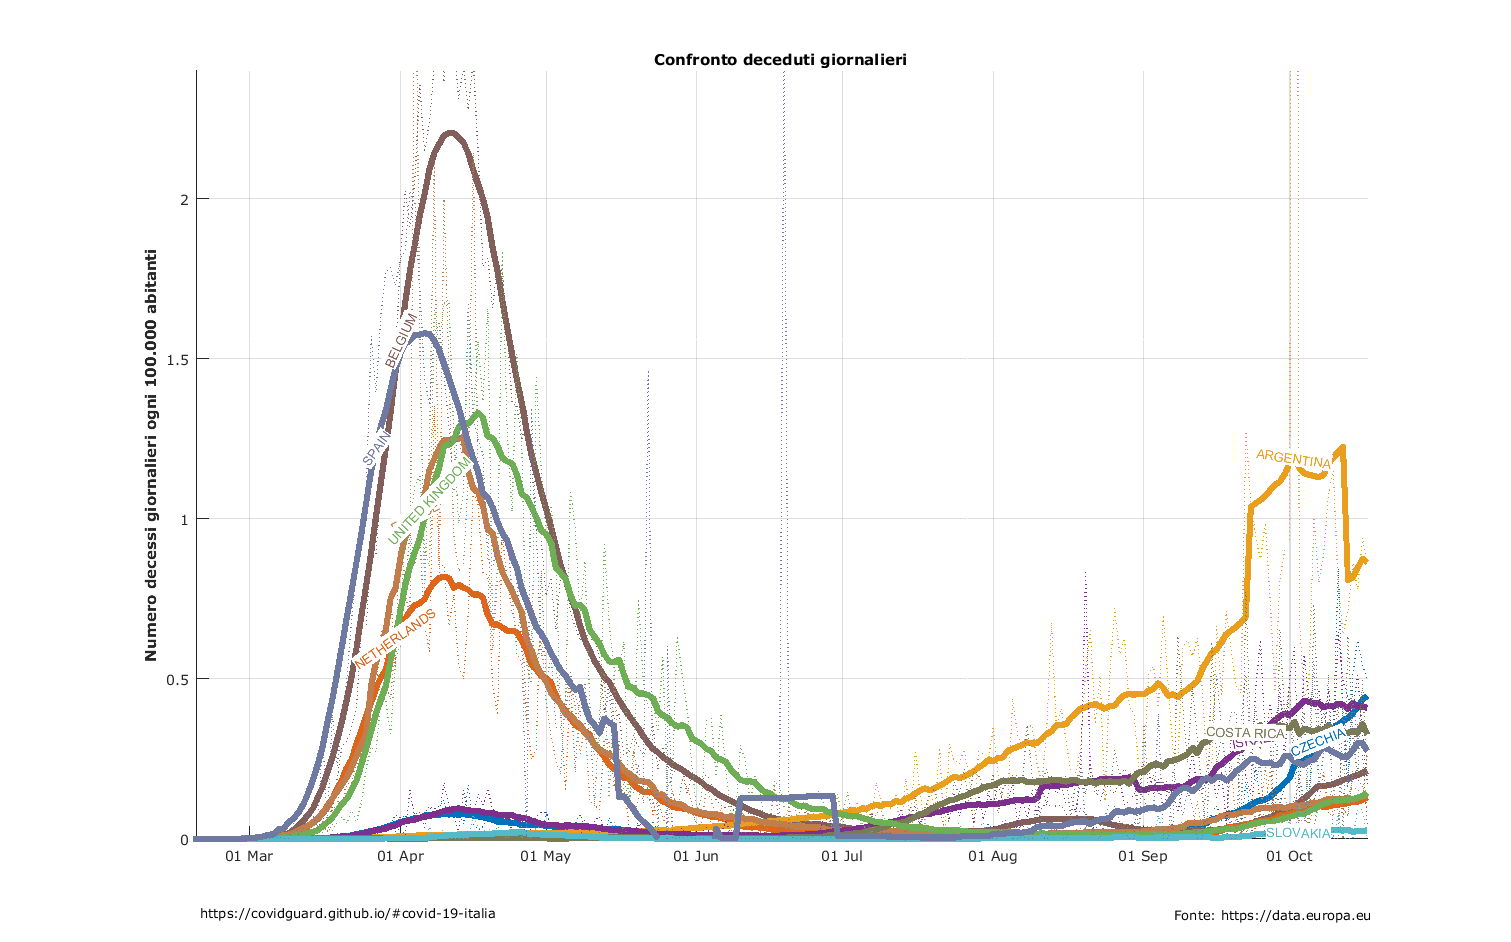 Confronto deceduti giornalieri
Numero decessi giornalieri ogni 100.000 abitanti
2
1.5
1
0.5
0
BELGIUM
SPAIN
UNITED KINGDOM
NETHERLANDS
ARGENTINA
COSTA RICA
CZECHIA
SLOVAKIA
01 Mar
01 Apr
01 May
01 Jun
01 Jul
01 Aug
01 Sep
01 Oct
https://covidguard.github.io/#covid-19-italia
Fonte: https://data.europa.eu